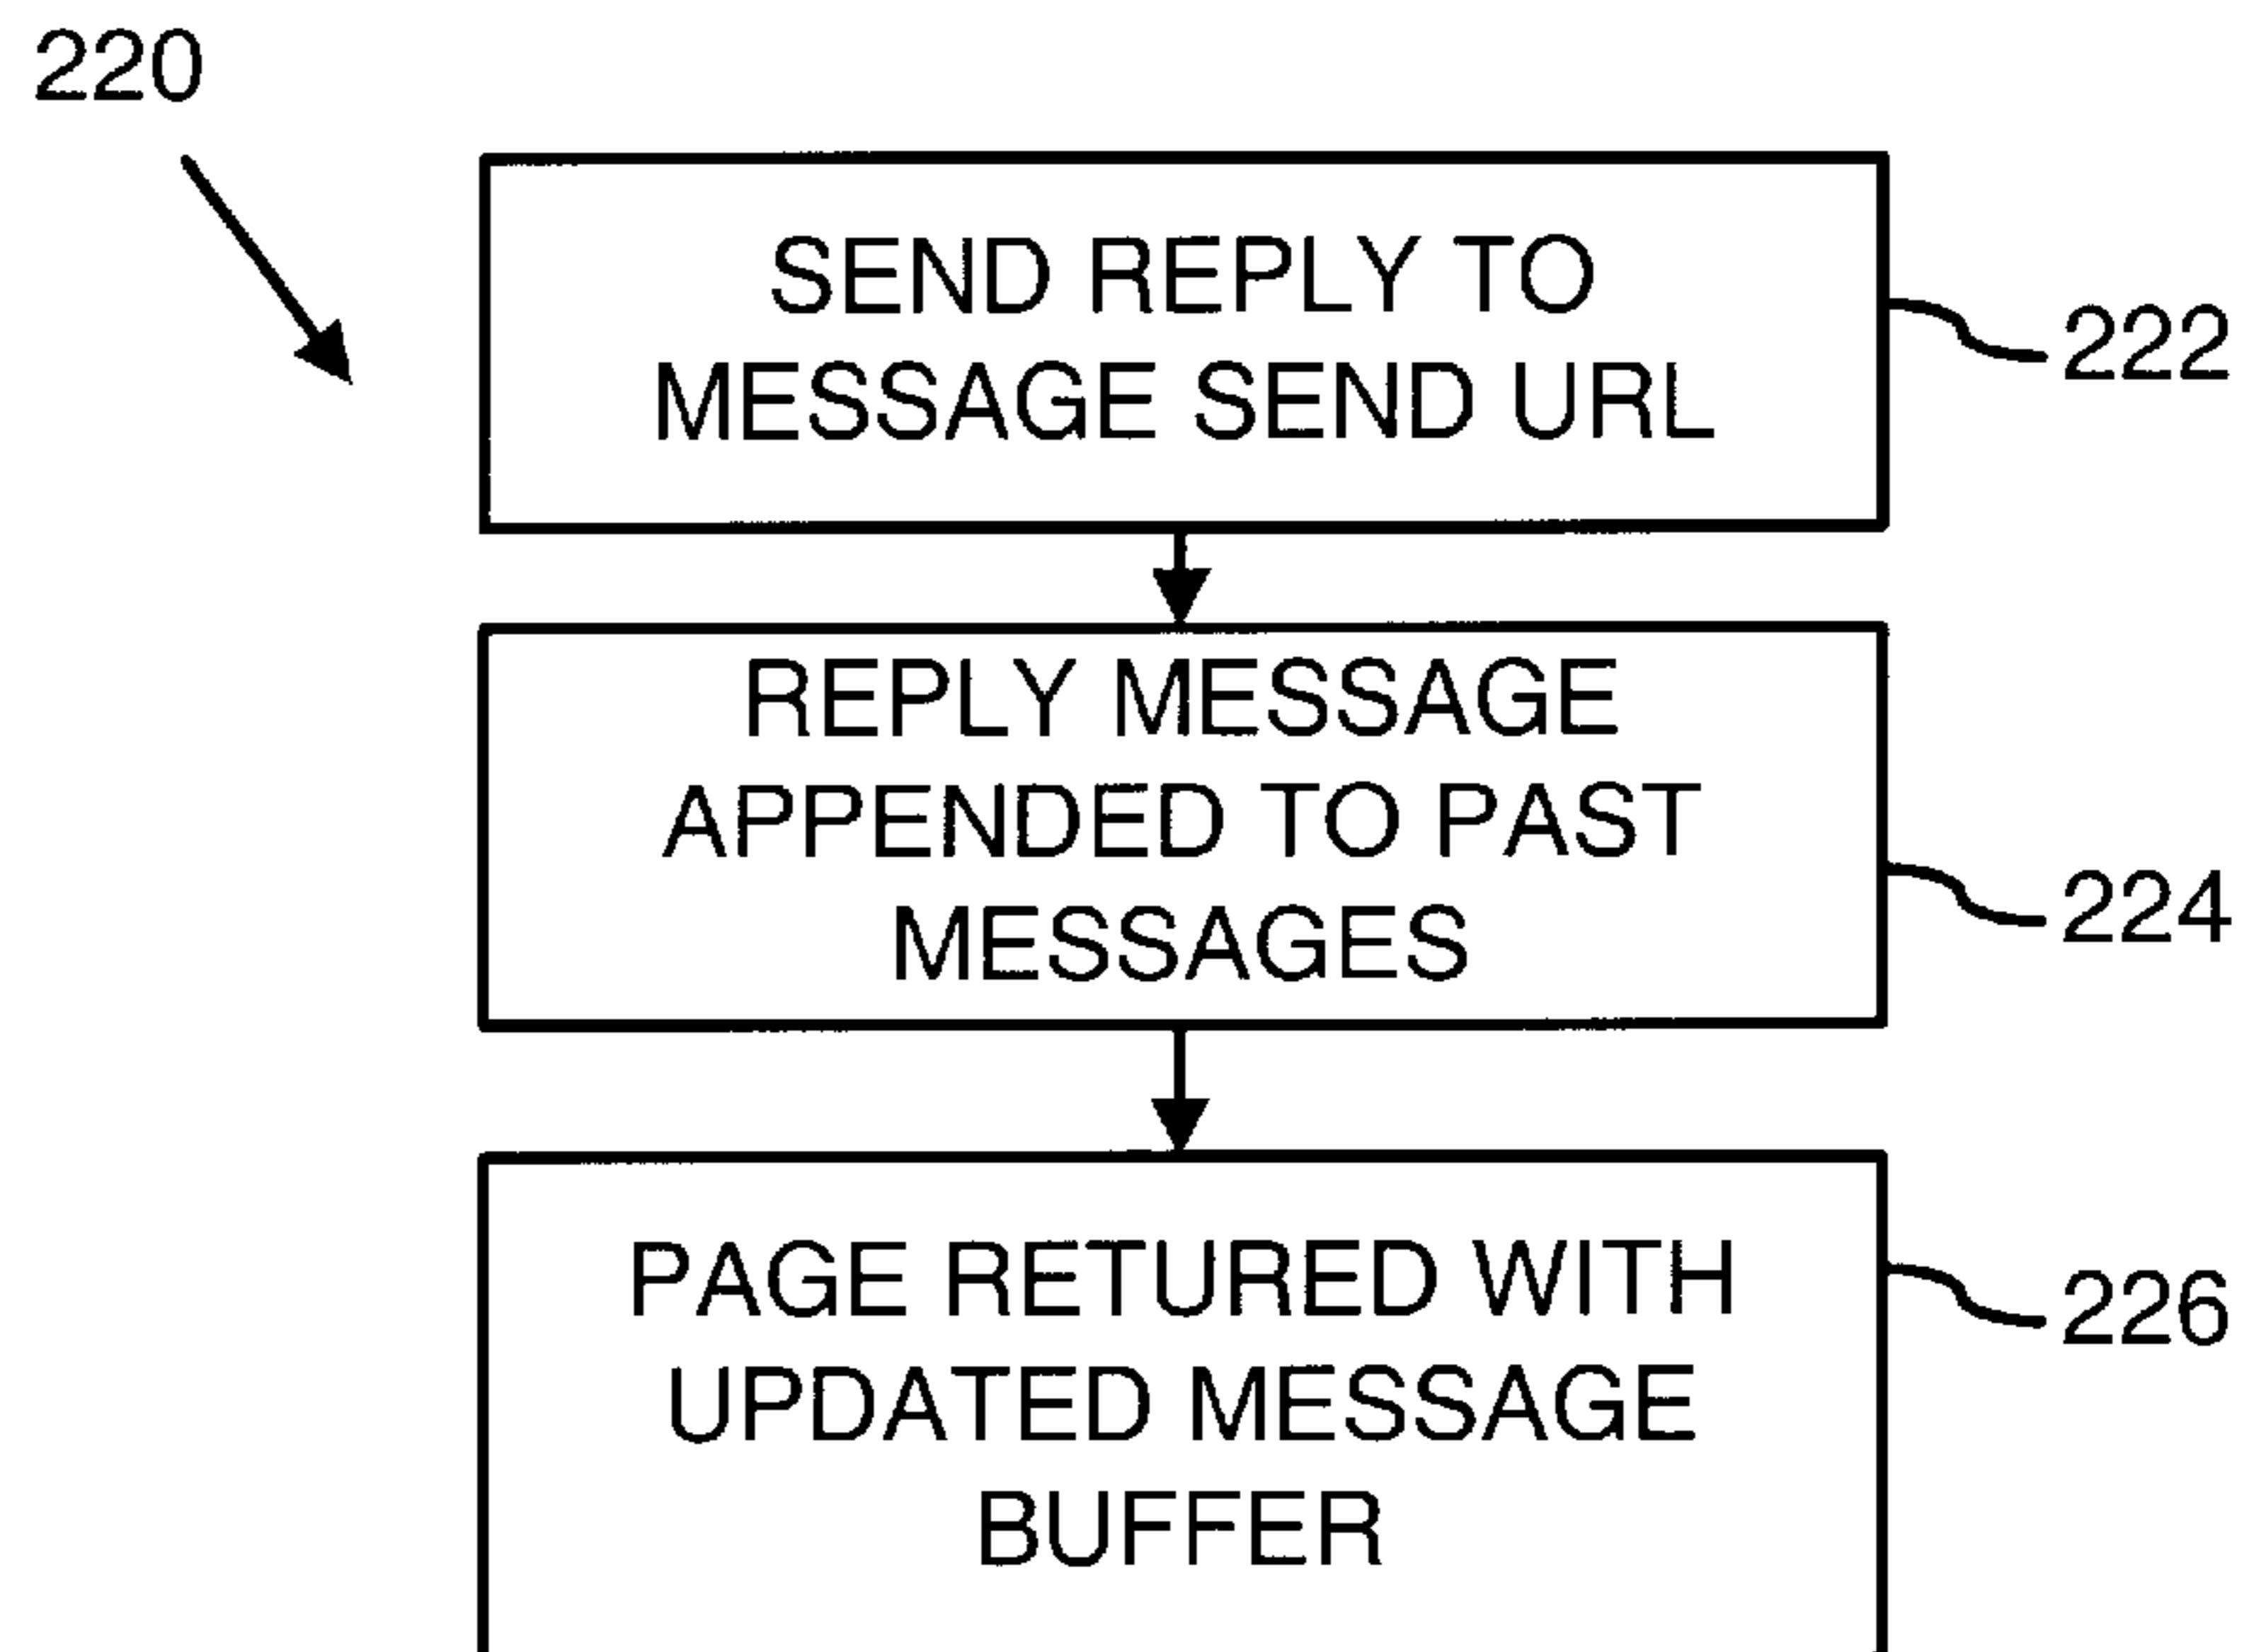 220
SEND REPLY TO
MESSAGE SEND URL
222
REPLY MESSAGE
APPENDED TO PAST
MESSAGES
224
PAGE RETURED WITH
UPDATED MESSAGE
BUFFER
226